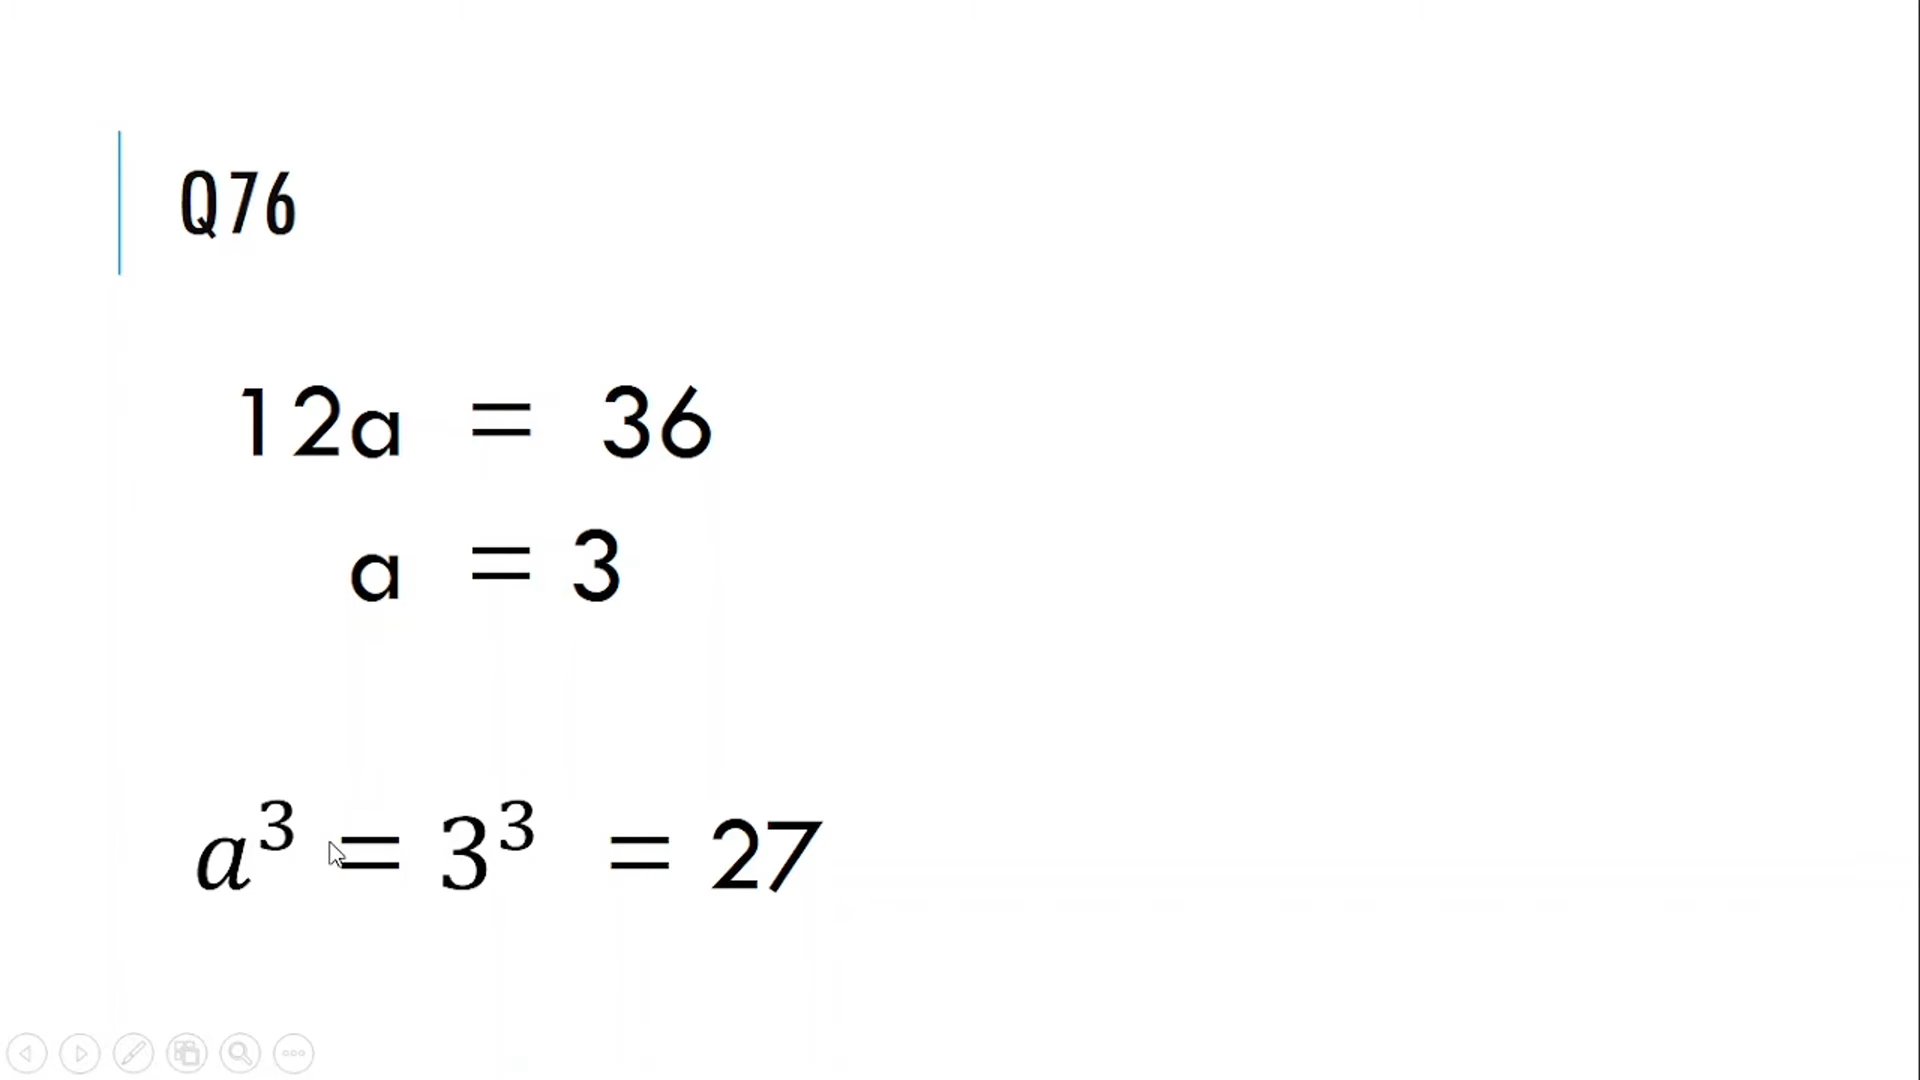 Q76
12a = 36
a = 3
a³ = 3³ = 27